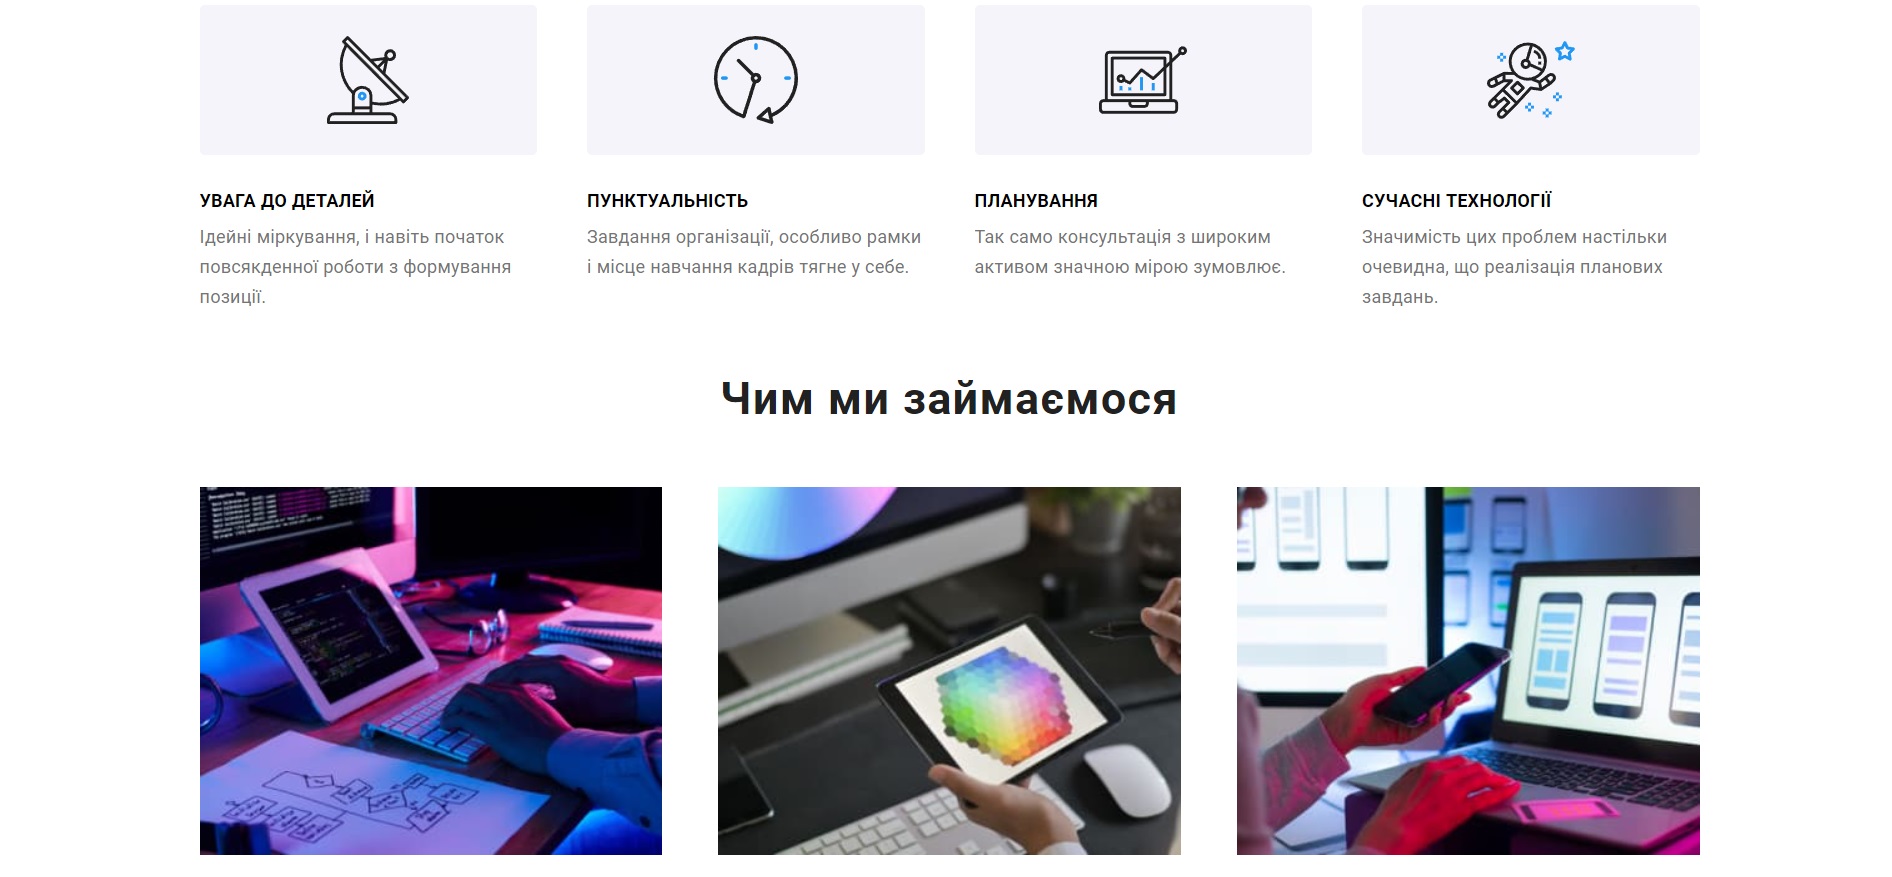 УВАГА ДО ДЕТАЛЕЙ
Ідейні міркування, і навіть початок
повсякденної роботи з формування
позиції.
ПУНКТУАЛЬНІСТЬ
Завдання організації, особливо рамки
і місце навчання кадрів тягне у себе.
ПЛАНУВАННЯ
Так само консультація з широким
активом значною мірою зумовлює.
СУЧАСНІ ТЕХНОЛОГІЇ
Значимість цих проблем настільки
очевидна, що реалізація планових
завдань.
Чим ми займаємося